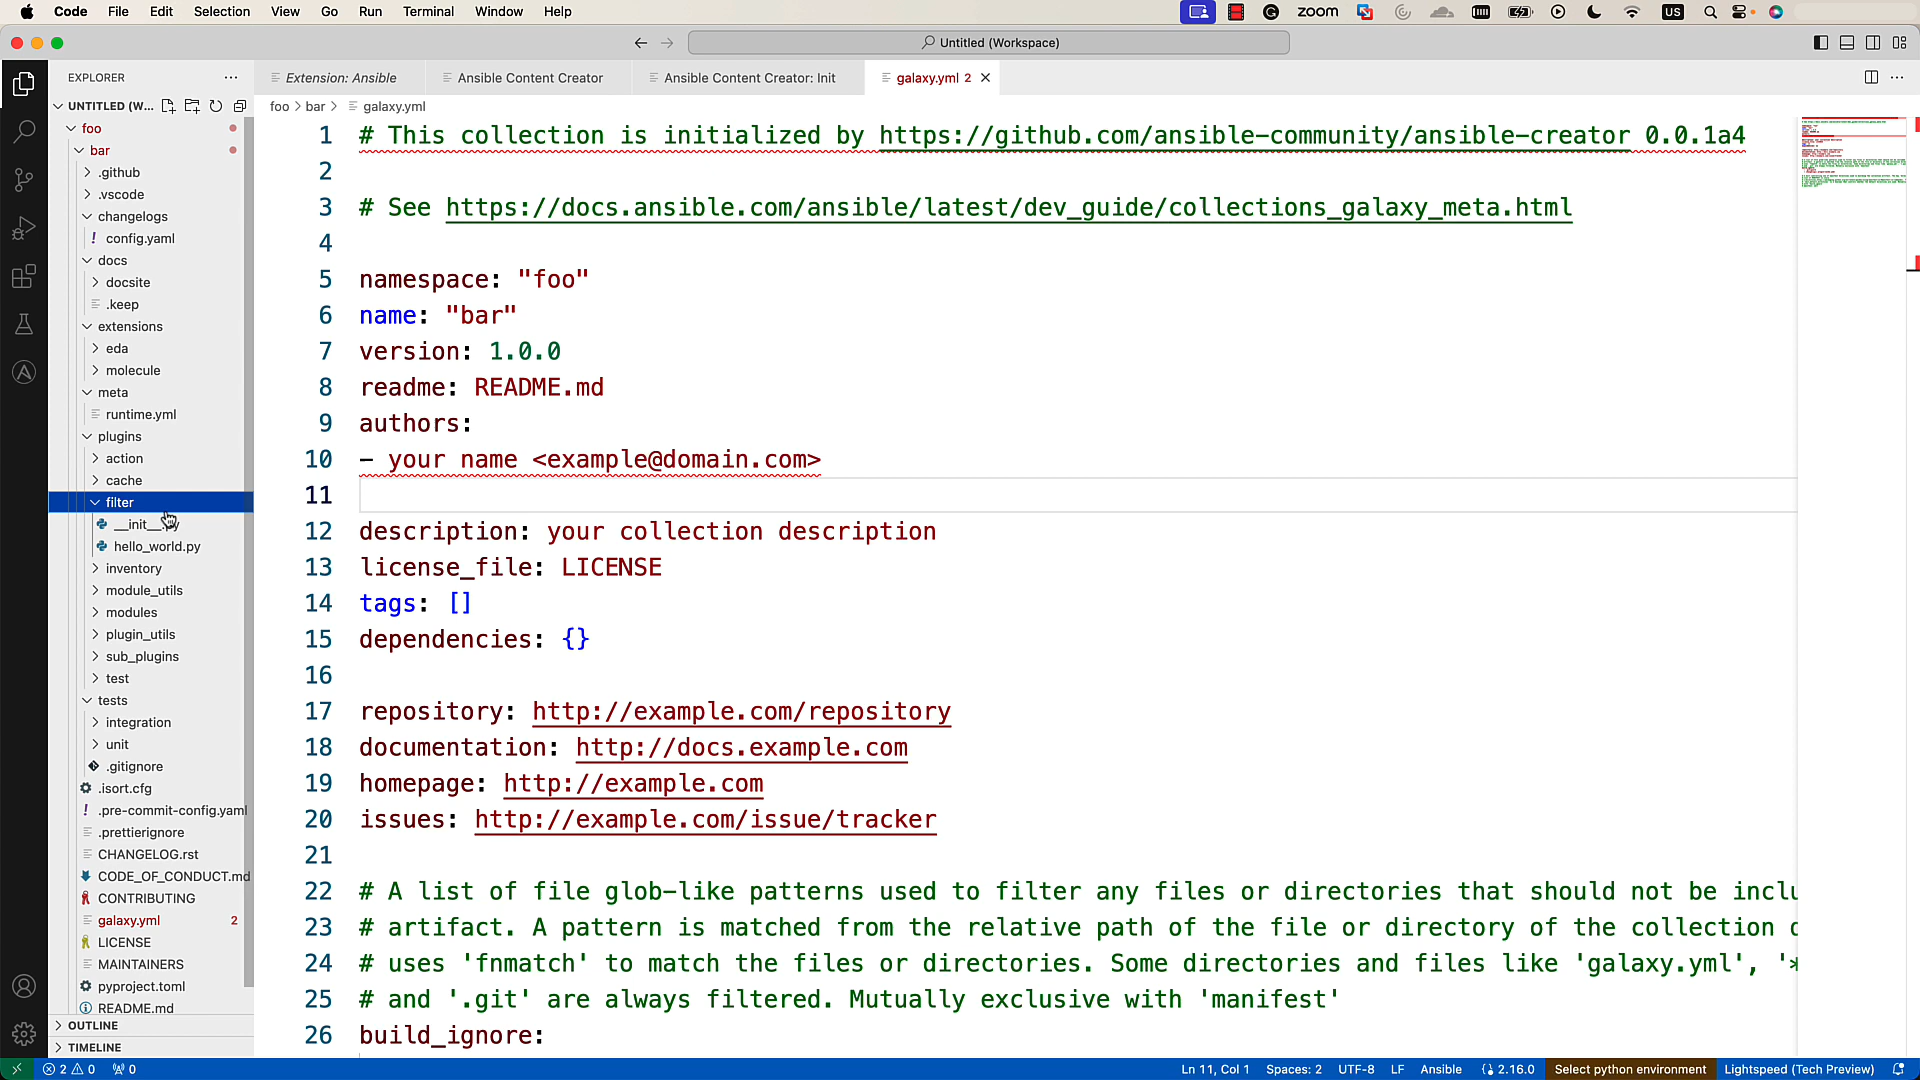 Code File Edit Selection View Go Run Terminal Window Help
zoom US
Untitled (Workspace)
EXPLORER
Extension: Ansible
Ansible Content Creator
Ansible Content Creator: Init
galaxy.yml 2
UNTITLED (W...
foo > bar > galaxy.yml
foo
bar
.github
.vscode
changelogs
config.yaml
docs
docsite
.keep
extensions
eda
molecule
meta
runtime.yml
plugins
action
cache
filter
hello_world.py
inventory
module_utils
modules
plugin_utils
sub_plugins
test
tests
integration
unit
.gitignore
.isort.cfg
.pre-commit-config.yaml
.prettierignore
CHANGELOG.rst
CODE_OF_CONDUCT.md
CONTRIBUTING
galaxy.yml 2
LICENSE
MAINTAINERS
pyproject.toml
README.md
OUTLINE
TIMELINE
1 # This collection is initialized by https://github.com/ansible-community/ansible-creator 0.0.1a4
2
3 # See https://docs.ansible.com/ansible/latest/dev_guide/collections_galaxy_meta.html
4
5 namespace: "foo"
6 name: "bar"
7 version: 1.0.0
8 readme: README.md
9 authors:
10 - your name <example@domain.com>
11
12 description: your collection description
13 license_file: LICENSE
14 tags: []
15 dependencies: {}
16
17 repository: http://example.com/repository
18 documentation: http://docs.example.com
19 homepage: http://example.com
20 issues: http://example.com/issue/tracker
21
22 # A list of file glob-like patterns used to filter any files or directories that should not be inclu
23 # artifact. A pattern is matched from the relative path of the file or directory of the collection
24 # uses 'fnmatch' to match the files or directories. Some directories and files like 'galaxy.yml', '*
25 # and '.git' are always filtered. Mutually exclusive with 'manifest'
26 build_ignore:
2 0 0
Ln 11, Col 1 Spaces: 2 UTF-8 LF Ansible 2.16.0 Select python environment Lightspeed (Tech Preview)